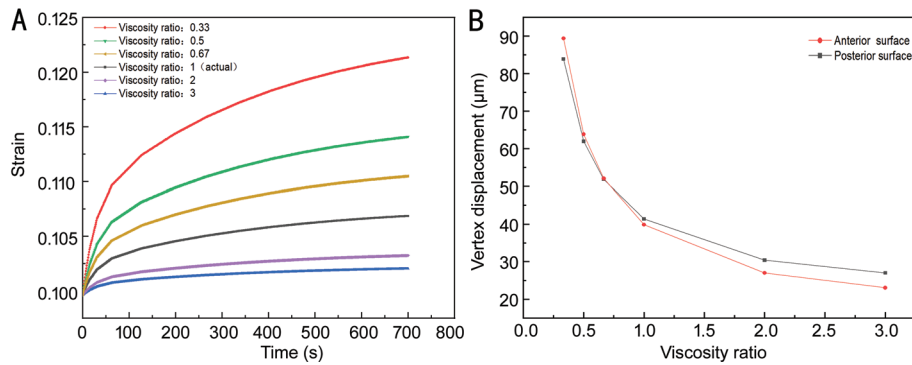 A
Strain
0.125
0.120
0.115
0.110
0.105
0.100
Viscosity ratio: 0.33
Viscosity ratio: 0.5
Viscosity ratio: 0.67
Viscosity ratio: 1 (actual)
Viscosity ratio: 2
Viscosity ratio: 3
0 100 200 300 400 500 600 700 800
Time (s)
B
Vertex displacement (μm)
90
80
70
60
50
40
30
20
Anterior surface
Posterior surface
0.0 0.5 1.0 1.5 2.0 2.5 3.0
Viscosity ratio